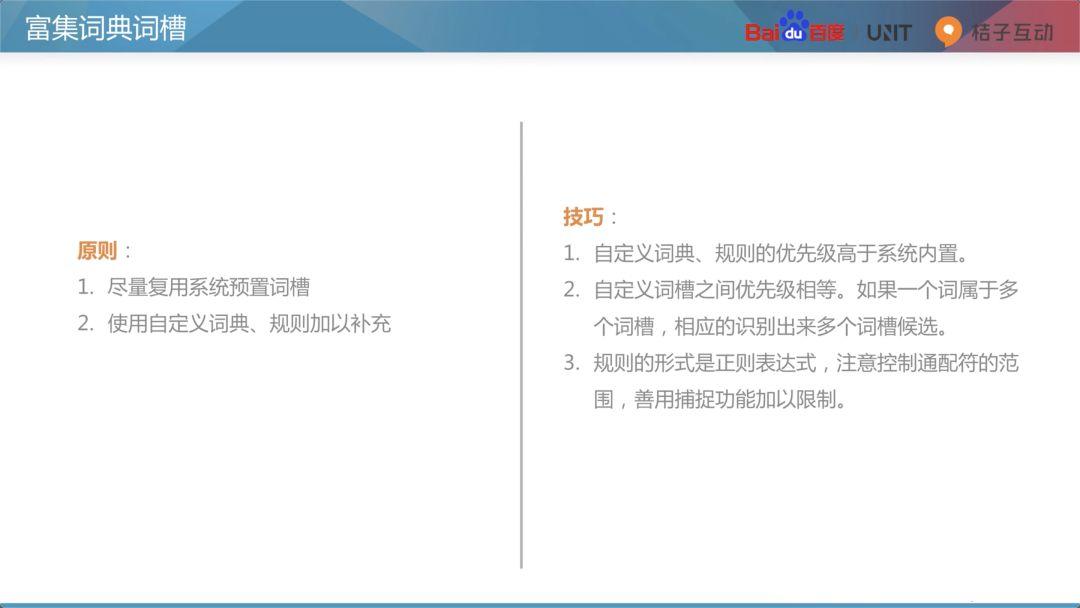 富集词典词槽
Bai du 百度 UNIT 桔子互动
原则：
1. 尽量复用系统预置词槽
2. 使用自定义词典、规则加以补充
技巧：
1. 自定义词典、规则的优先级高于系统内置。
2. 自定义词槽之间优先级相等。如果一个词属于多
个词槽，相应的识别出来多个词槽候选。
3. 规则的形式是正则表达式，注意控制通配符的范
围，善用捕捉功能加以限制。